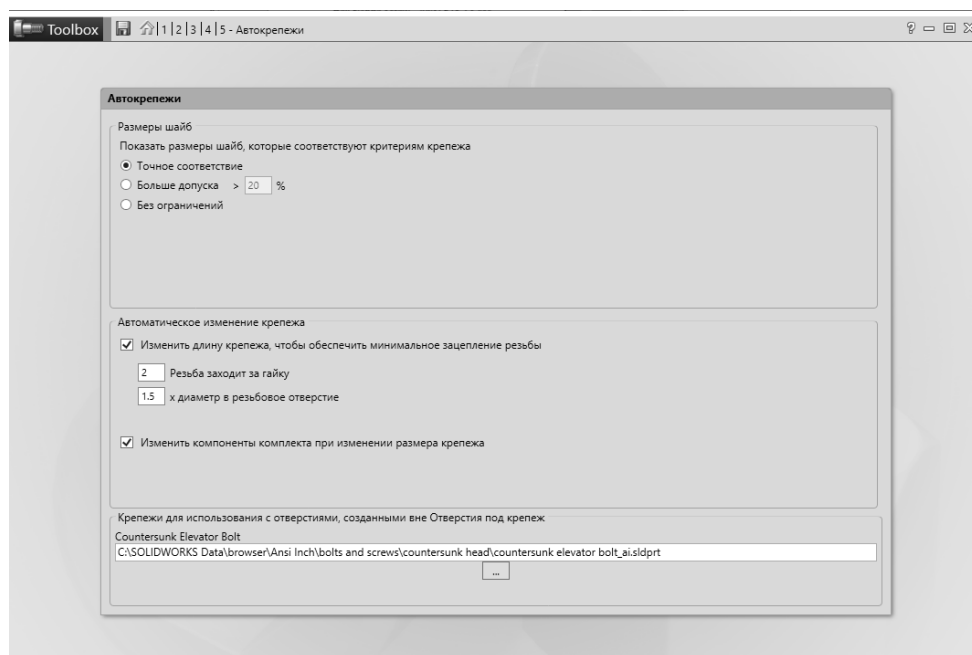 Toolbox 1 | 2 | 3 | 4 | 5 - Автокрепежи ?
Автокрепежи
Размеры шайб
Показать размеры шайб, которые соответствуют критериям крепежа
Точное соответствие
Больше допуска > 20 %
Без ограничений
Автоматическое изменение крепежа
Изменить длину крепежа, чтобы обеспечить минимальное зацепление резьбы
2 Резьба заходит за гайку
1.5 x диаметр в резьбовое отверстие
Изменить компоненты комплекта при изменении размера крепежа
Крепежи для использования с отверстиями, созданными вне Отверстия под крепеж
Countersunk Elevator Bolt
C:\SOLIDWORKS Data\browser\Ansi Inch\bolts and screws\countersunk head\countersunk elevator bolt_ai.sldprt
...